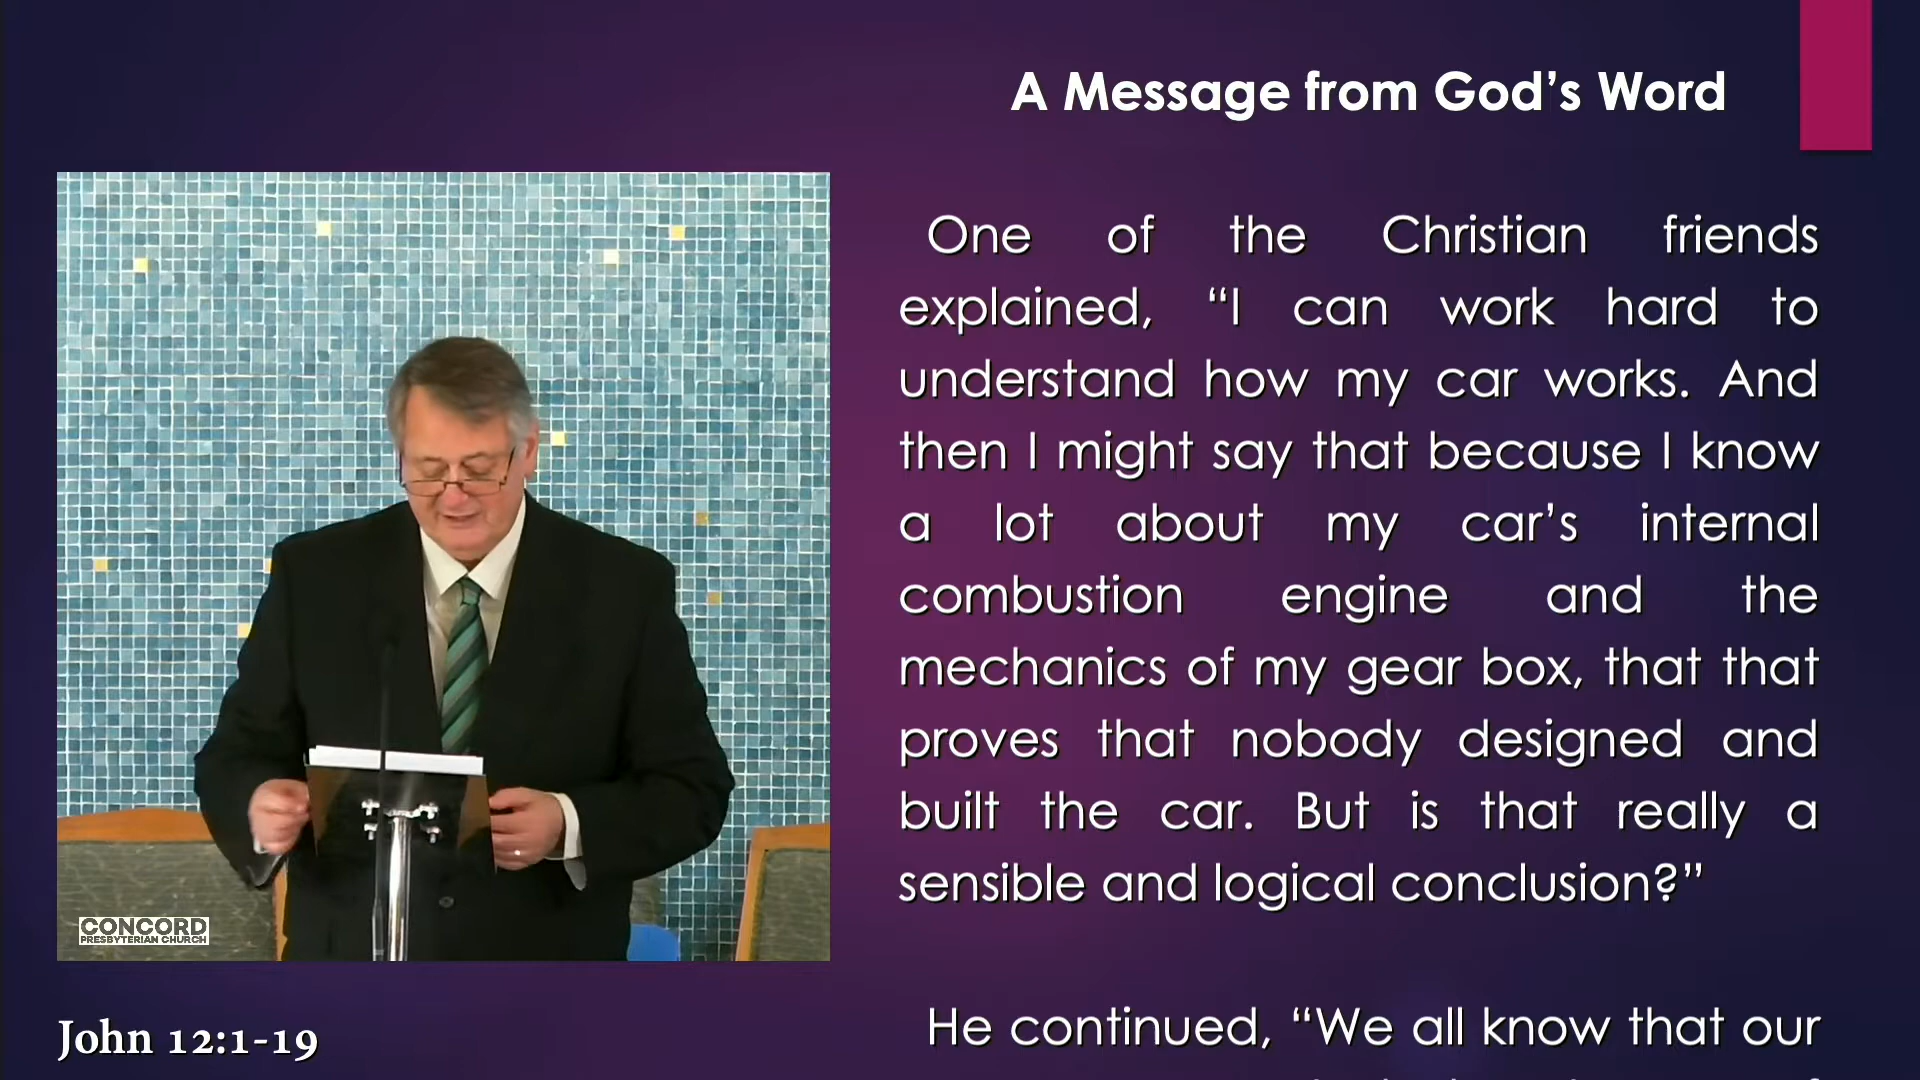 A Message from God’s Word
One of the Christian friends
explained, “I can work hard to
understand how my car works. And
then I might say that because I know
a lot about my car’s internal
combustion engine and the
mechanics of my gear box, that that
proves that nobody designed and
built the car. But is that really a
sensible and logical conclusion?”
He continued, “We all know that our
CONCORD
PRESBYTERIAN CHURCH
John 12:1-19